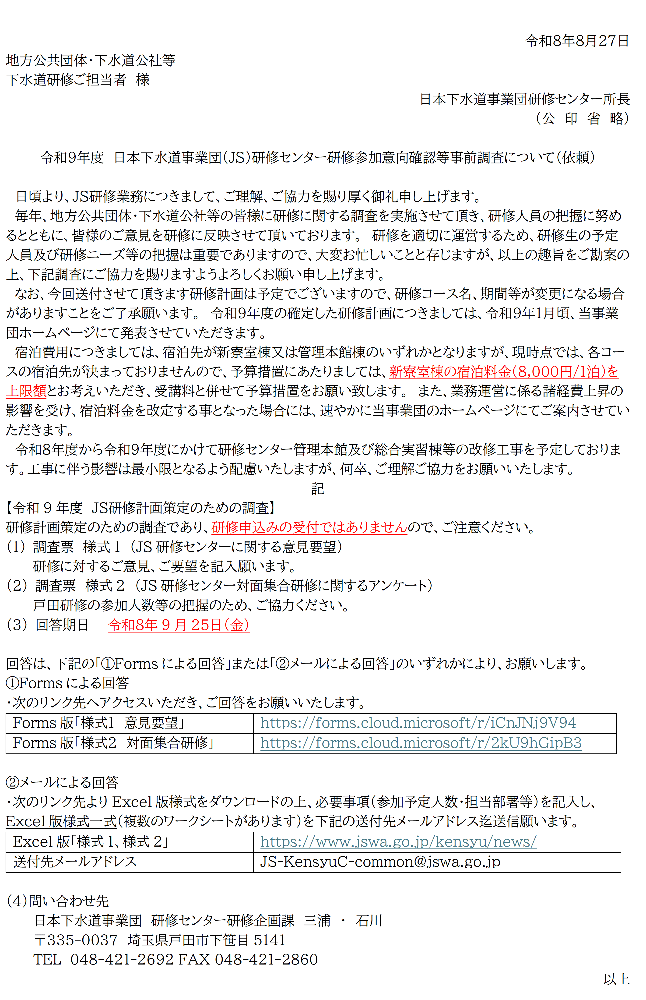 令和8年8月27日
地方公共団体・下水道公社等
下水道研修ご担当者　様
日本下水道事業団研修センター所長
（公　印　省　略）
令和9年度　日本下水道事業団（JS）研修センター研修参加意向確認等事前調査について（依頼）
日頃より、JS研修業務につきまして、ご理解、ご協力を賜り厚く御礼申し上げます。
毎年、地方公共団体・下水道公社等の皆様に研修に関する調査を実施させて頂き、研修人員の把握に努め
るとともに、皆様のご意見を研修に反映させて頂いております。　研修を適切に運営するため、研修生の予定
人員及び研修ニーズ等の把握は重要でありますので、大変お忙しいことと存じますが、以上の趣旨をご勘案の
上、下記調査にご協力を賜りますようよろしくお願い申し上げます。
なお、今回送付させて頂きます研修計画は予定でございますので、研修コース名、期間等が変更になる場合
がありますことをご了承願います。　令和9年度の確定した研修計画につきましては、令和9年1月頃、当事業
団ホームページにて発表させていただきます。
宿泊費用につきましては、宿泊先が新寮室棟又は管理本館棟のいずれかとなりますが、現時点では、各コー
スの宿泊先が決まっておりませんので、予算措置にあたりましては、新寮室棟の宿泊料金（8,000円/1泊）を
上限額とお考えいただき、受講料と併せて予算措置をお願い致します。　また、業務運営に係る諸経費上昇の
影響を受け、宿泊料金を改定する事となった場合には、速やかに当事業団のホームページにてご案内させてい
ただきます。
令和8年度から令和9年度にかけて研修センター管理本館及び総合実習棟等の改修工事を予定しておりま
す。工事に伴う影響は最小限となるよう配慮いたしますが、何卒、ご理解ご協力をお願いいたします。
記
【令和 9 年度　JS研修計画策定のための調査】
研修計画策定のための調査であり、研修申込みの受付ではありませんので、ご注意ください。
（1） 調査票　様式 1 （JS 研修センターに関する意見要望）
研修に対するご意見、ご要望を記入願います。
（2） 調査票　様式 2 （JS 研修センター対面集合研修に関するアンケート）
戸田研修の参加人数等の把握のため、ご協力ください。
（3） 回答期日　　令和8年 9 月 25日（金）
回答は、下記の「①Forms による回答」または「②メールによる回答」のいずれかにより、お願いします。
①Forms による回答
・次のリンク先へアクセスいただき、ご回答をお願いいたします。
Forms 版「様式1　意見要望」　https://forms.cloud.microsoft/r/iCnJNj9V94
Forms 版「様式2　対面集合研修」　https://forms.cloud.microsoft/r/2kU9hGipB3
②メールによる回答
・次のリンク先より Excel 版様式をダウンロードの上、必要事項（参加予定人数・担当部署等）を記入し、
Excel 版様式一式（複数のワークシートがあります）を下記の送付先メールアドレス迄送信願います。
Excel 版「様式 1、様式 2」　https://www.jswa.go.jp/kensyu/news/
送付先メールアドレス　JS-KensyuC-common@jswa.go.jp
（4）問い合わせ先
日本下水道事業団　研修センター研修企画課　三浦　・　石川
〒335-0037　埼玉県戸田市下笹目 5141
TEL　048-421-2692 FAX 048-421-2860
以上